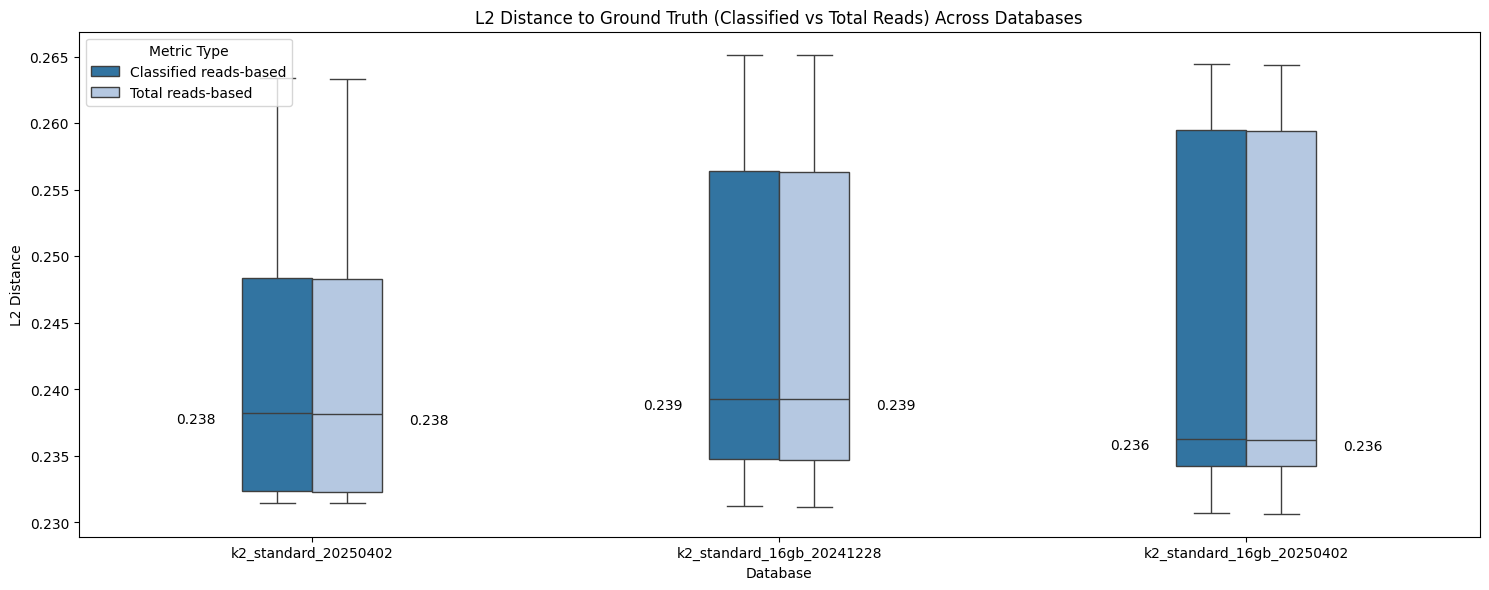 L2 Distance to Ground Truth (Classified vs Total Reads) Across Databases
Metric Type
Classified reads-based
Total reads-based
L2 Distance
0.265
0.260
0.255
0.250
0.245
0.240
0.235
0.230
0.238
0.238
0.239
0.239
0.236
0.236
k2_standard_20250402
k2_standard_16gb_20241228
k2_standard_16gb_20250402
Database